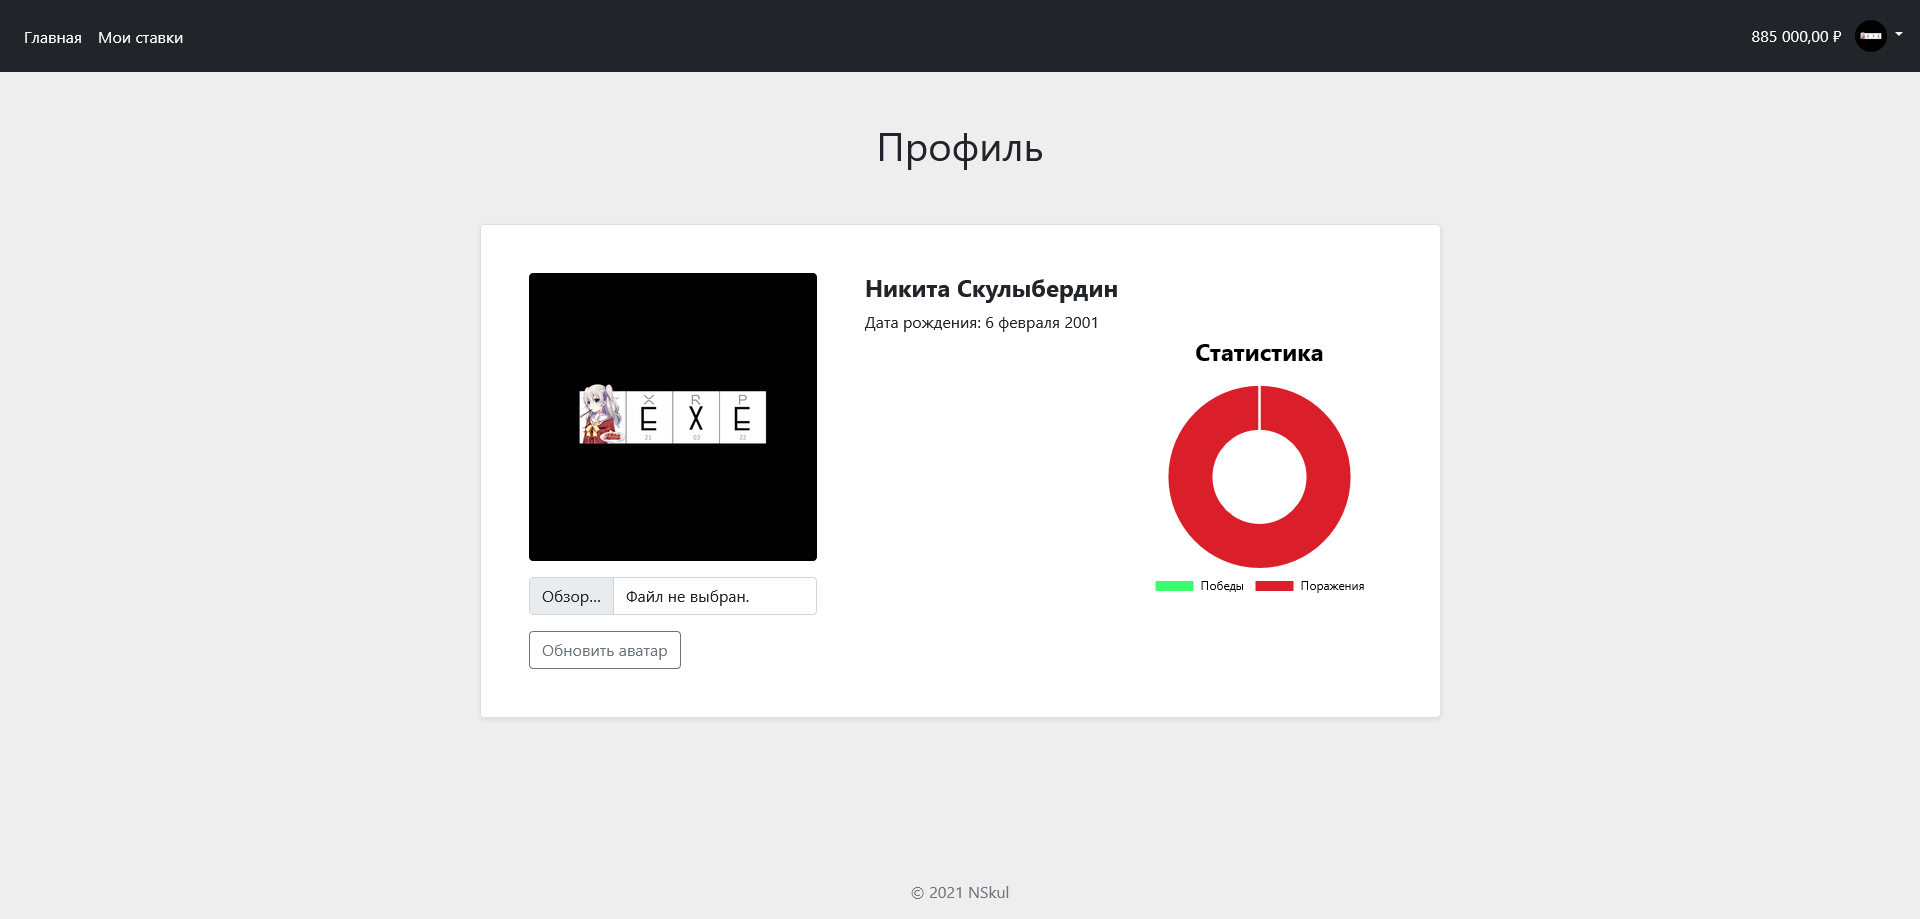 Главная Мои ставки
885 000,00 ₽
Профиль
Никита Скулыбердин
Дата рождения: 6 февраля 2001
Статистика
X R P
E X E
21 03 22
Победы Поражения
Обзор... Файл не выбран.
Обновить аватар
© 2021 NSkul